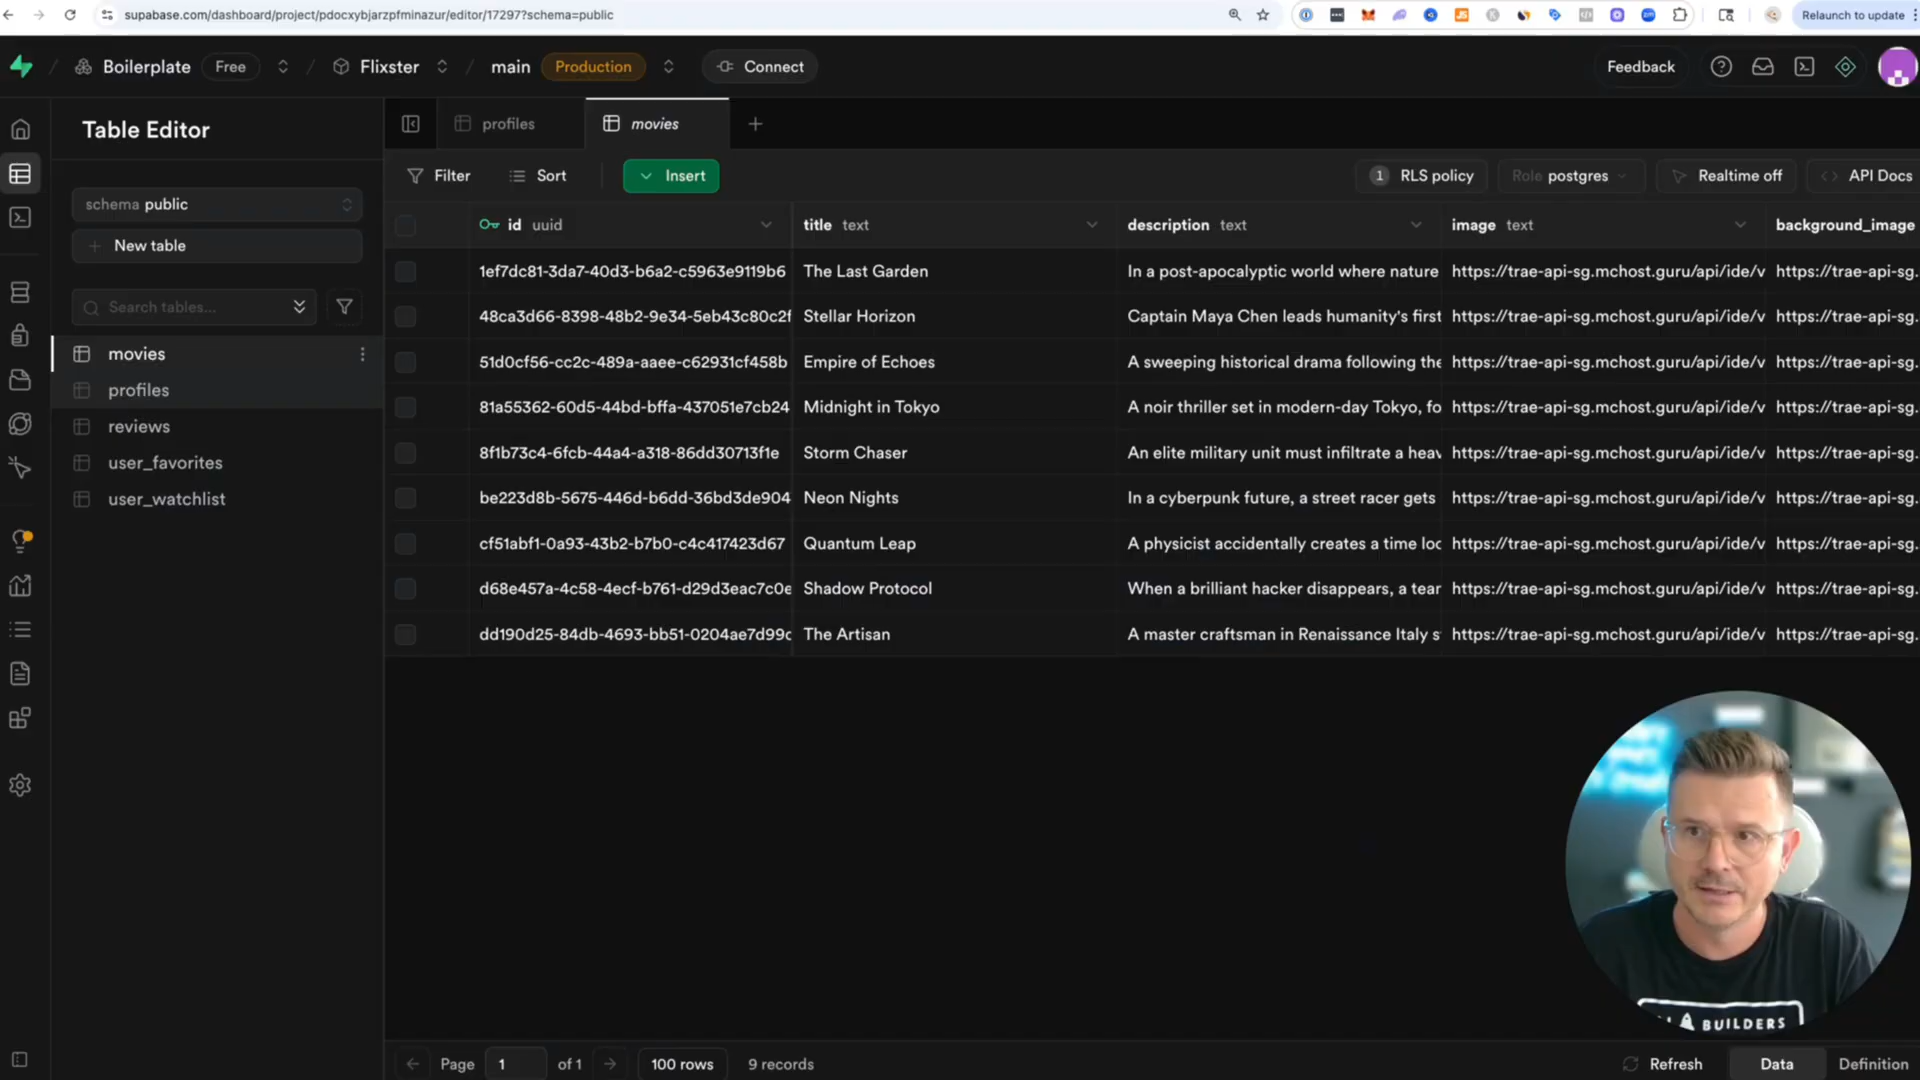 supabase.com/dashboard/project/pdocxybjarzpfminazur/editor/17297?schema=public
Relaunch to update
Boilerplate Free Flixster main Production Connect Feedback
Table Editor
profiles movies
Filter Sort Insert 1 RLS policy Role postgres Realtime off API Docs
schema public
New table
Search tables...
movies
profiles
reviews
user_favorites
user_watchlist
id uuid title text description text image text background_image
1ef7dc81-3da7-40d3-b6a2-c5963e9119b6 The Last Garden In a post-apocalyptic world where nature https://trae-api-sg.mchost.guru/api/ide/v https://trae-api-sg.
48ca3d66-8398-48b2-9e34-5eb43c80c2f Stellar Horizon Captain Maya Chen leads humanity's first https://trae-api-sg.mchost.guru/api/ide/v https://trae-api-sg.
51d0cf56-cc2c-489a-aaee-c62931cf458b Empire of Echoes A sweeping historical drama following the https://trae-api-sg.mchost.guru/api/ide/v https://trae-api-sg.
81a55362-60d5-44bd-bffa-437051e7cb24 Midnight in Tokyo A noir thriller set in modern-day Tokyo, fo https://trae-api-sg.mchost.guru/api/ide/v https://trae-api-sg.
8f1b73c4-6fcb-44a4-a318-86dd30713f1e Storm Chaser An elite military unit must infiltrate a heav https://trae-api-sg.mchost.guru/api/ide/v https://trae-api-sg.
be223d8b-5675-446d-b6dd-36bd3de904 Neon Nights In a cyberpunk future, a street racer gets https://trae-api-sg.mchost.guru/api/ide/v https://trae-api-sg.
cf51abf1-0a93-43b2-b7b0-c4c417423d67 Quantum Leap A physicist accidentally creates a time loo https://trae-api-sg.mchost.guru/api/ide/v https://trae-api-sg.
d68e457a-4c58-4ecf-b761-d29d3eac7c0e Shadow Protocol When a brilliant hacker disappears, a tear https://trae-api-sg.mchost.guru/api/ide/v https://trae-api-sg.
dd190d25-84db-4693-bb51-0204ae7d99c The Artisan A master craftsman in Renaissance Italy s https://trae-api-sg.mchost.guru/api/ide/v https://trae-api-sg.
BUILDERS
Page 1 of 1 100 rows 9 records Refresh Data Definition